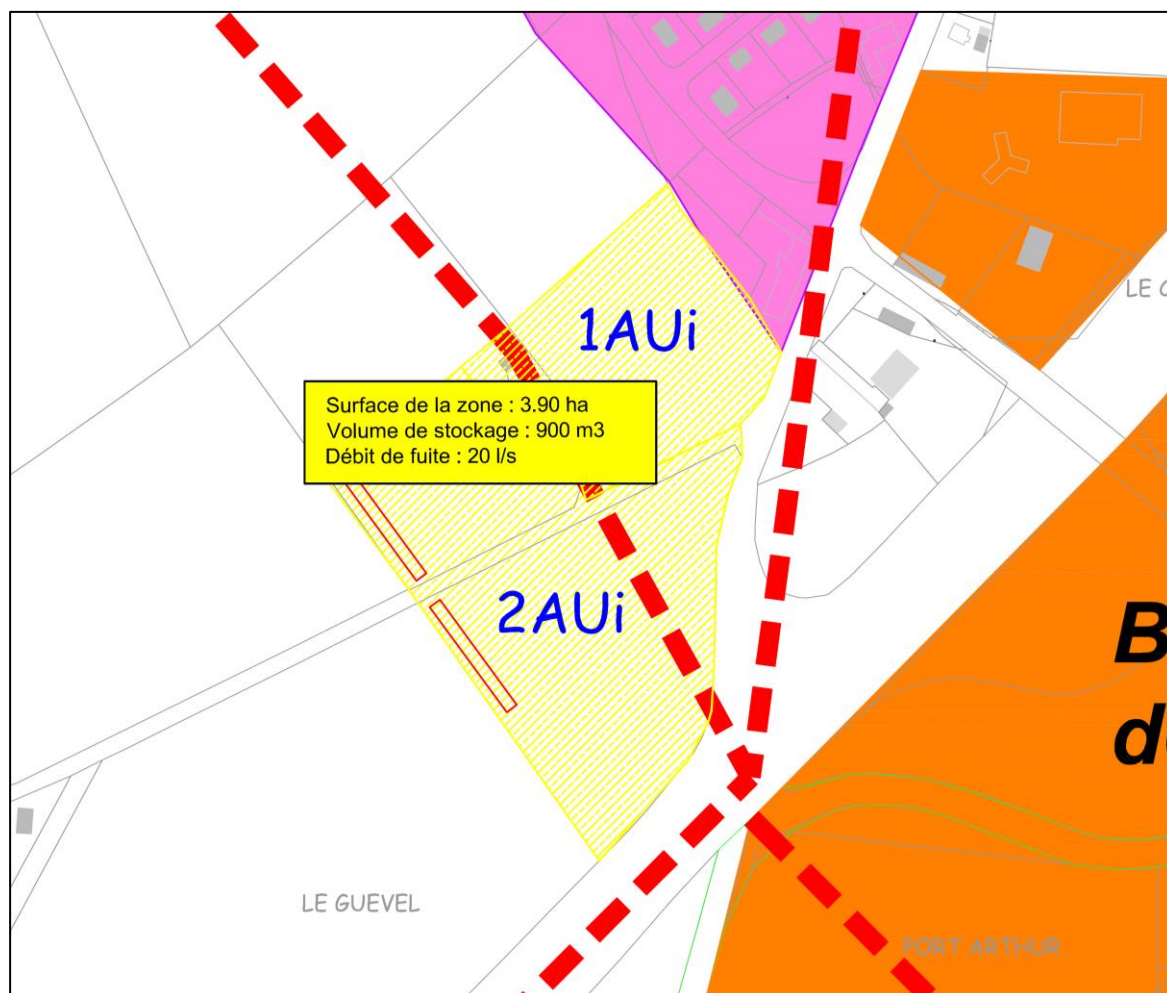 1AUi
LE
Surface de la zone : 3.90 ha
Volume de stockage : 900 m3
Débit de fuite : 20 l/s
2AUi
B
d
LE GUEVEL
PORT ARTHUR